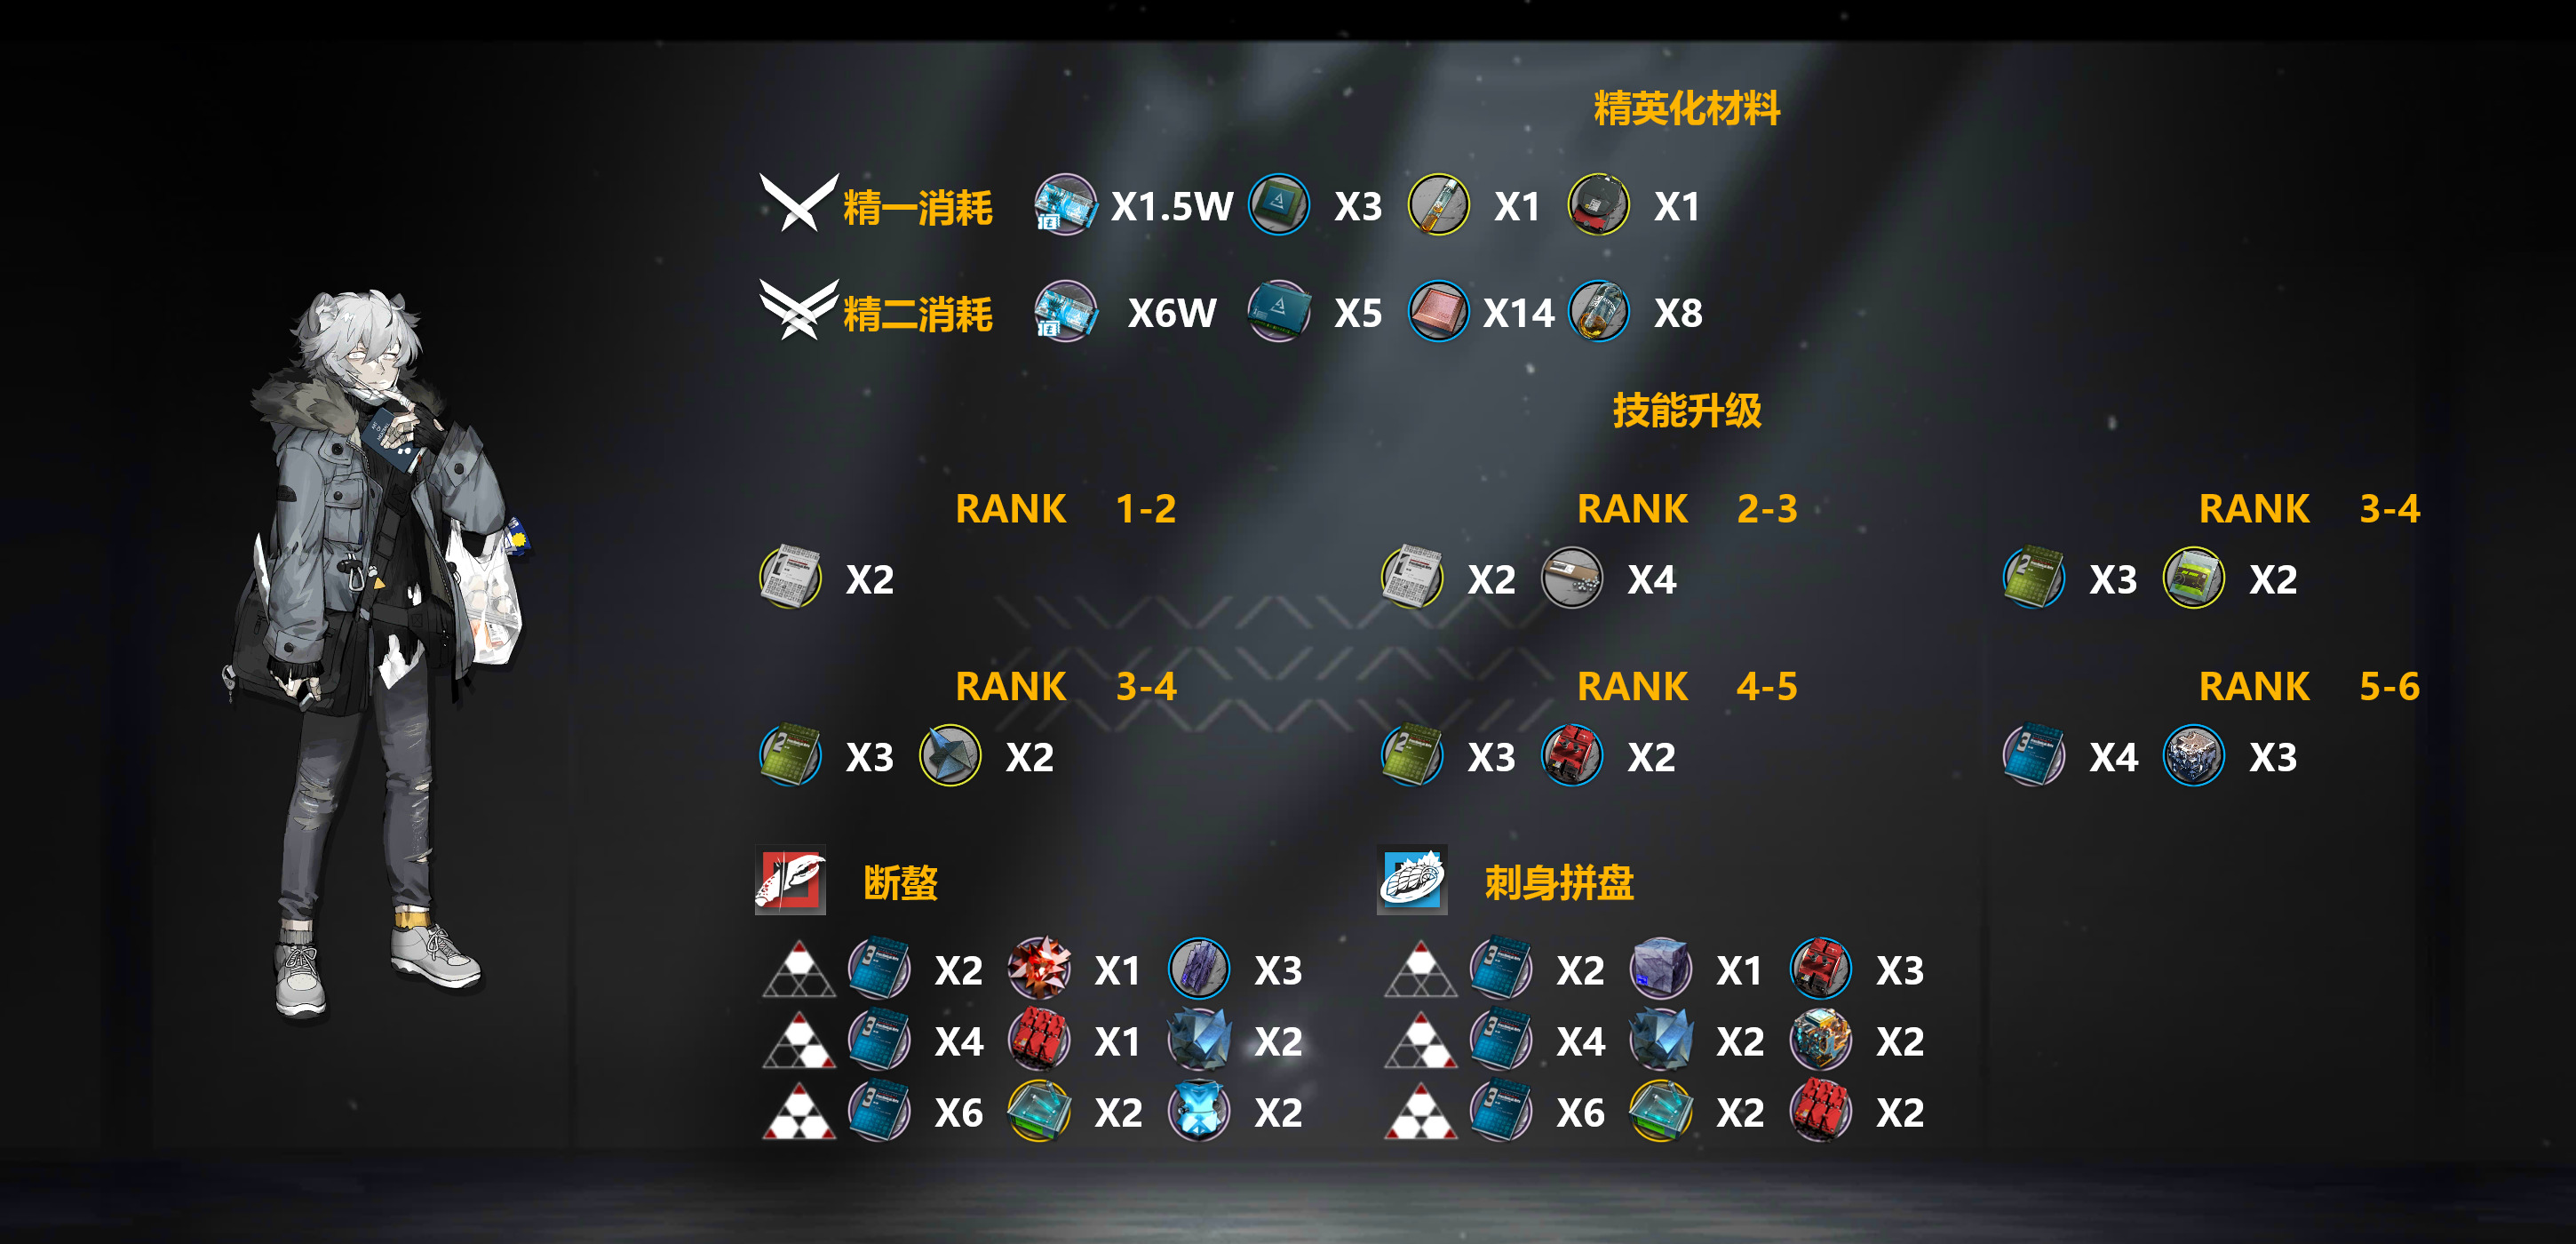 精英化材料
精一消耗 X1.5W X3 X1 X1
精二消耗 X6W X5 X14 X8
技能升级
RANK 1-2 RANK 2-3 RANK 3-4
X2 X2 X4 X3 X2
RANK 3-4 RANK 4-5 RANK 5-6
X3 X2 X3 X2 X4 X3
断螯 刺身拼盘
X2 X1 X3 X2 X1 X3
X4 X1 X2 X4 X2 X2
X6 X2 X2 X6 X2 X2